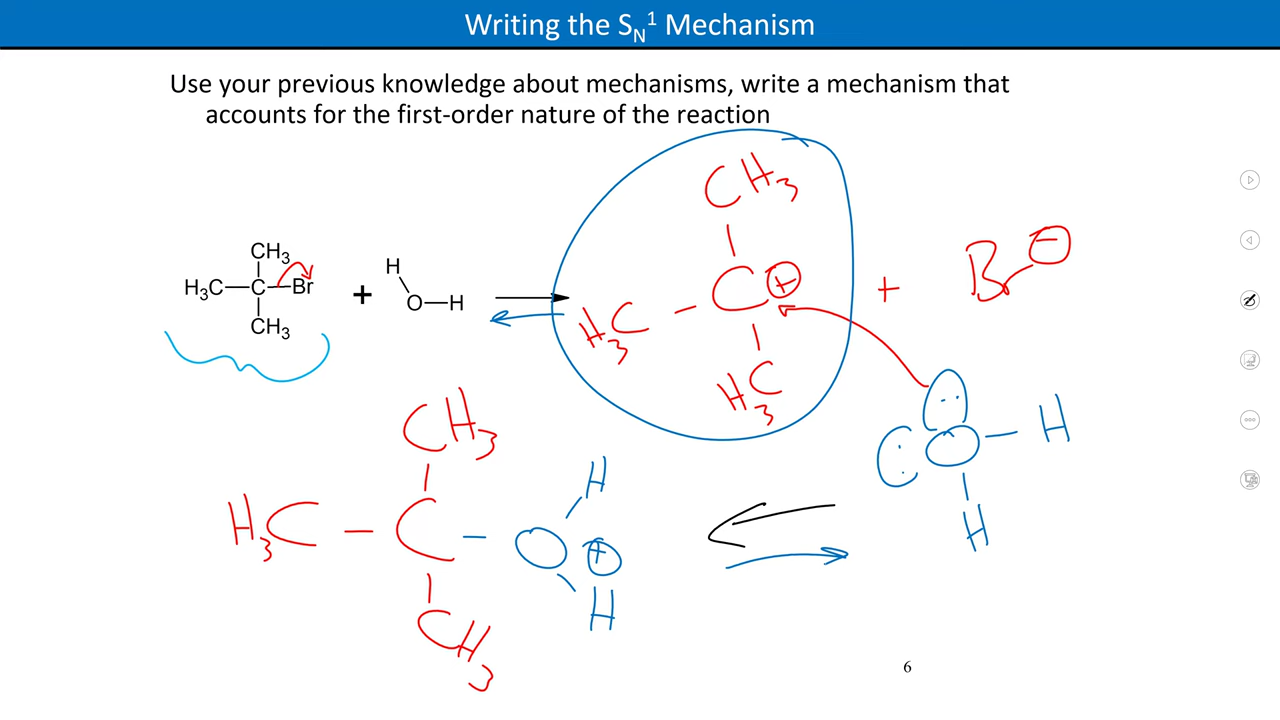 Writing the SN1 Mechanism
Use your previous knowledge about mechanisms, write a mechanism that
accounts for the first-order nature of the reaction
CH3
H3C—C—Br
CH3
+
H
O—H
CH3
H3C - C +
H3C
+
Br −
O - H
H
CH3
H3C - C - O +
H
H
CH3
6